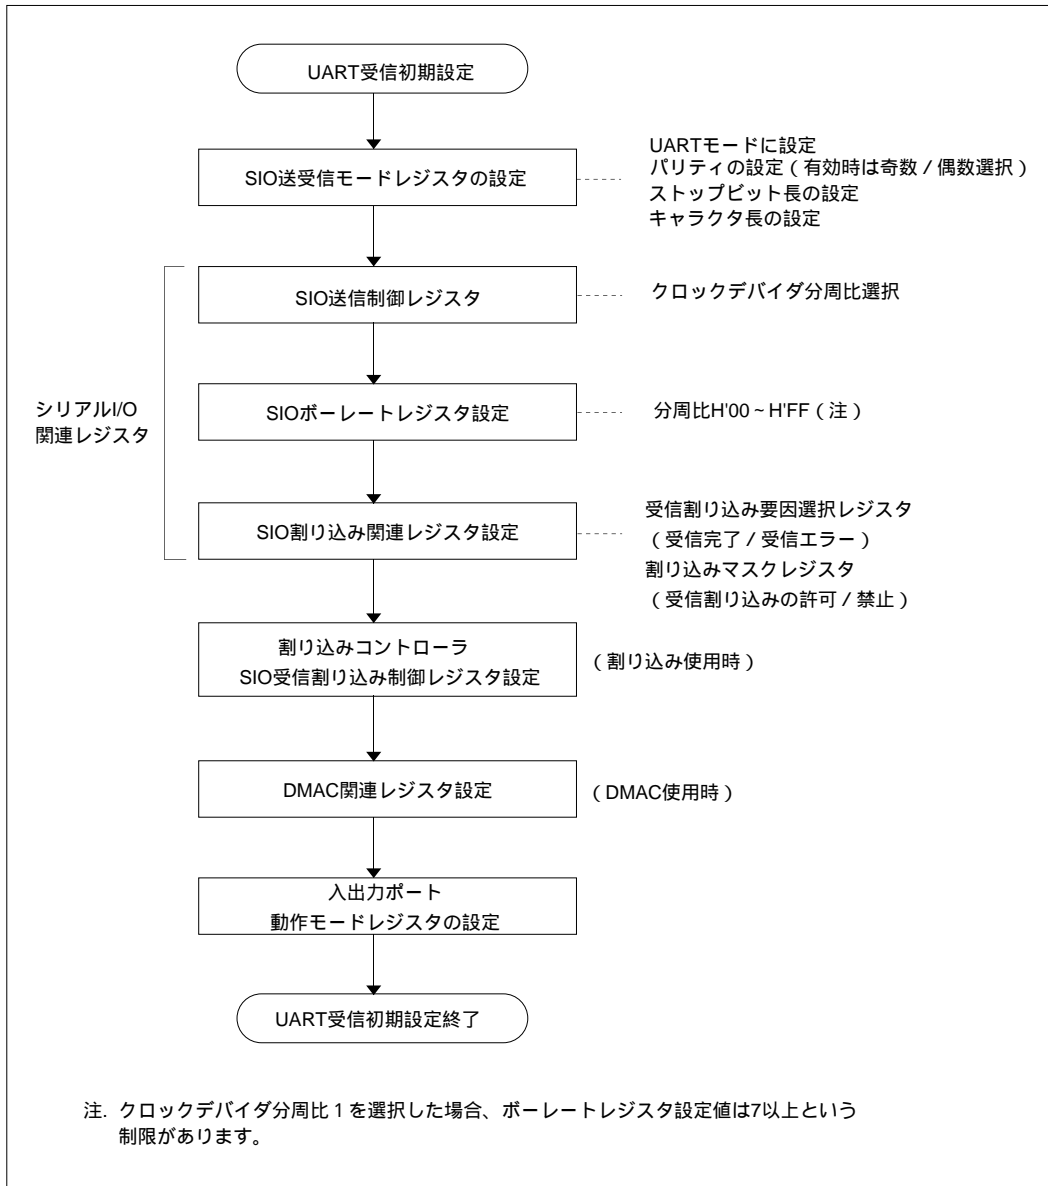 UART受信初期設定
SIO送受信モードレジスタの設定
UARTモードに設定
パリティの設定（有効時は奇数 / 偶数選択）
ストップビット長の設定
キャラクタ長の設定
シリアルI/O
関連レジスタ
SIO送信制御レジスタ
クロックデバイダ分周比選択
SIOボーレートレジスタ設定
分周比H'00 ~ H'FF（注）
SIO割り込み関連レジスタ設定
受信割り込み要因選択レジスタ
（受信完了 / 受信エラー）
割り込みマスクレジスタ
（受信割り込みの許可 / 禁止）
割り込みコントローラ
SIO受信割り込み制御レジスタ設定
（割り込み使用時）
DMAC関連レジスタ設定
（DMAC使用時）
入出力ポート
動作モードレジスタの設定
UART受信初期設定終了
注. クロックデバイダ分周比１を選択した場合、ボーレートレジスタ設定値は7以上という
制限があります。